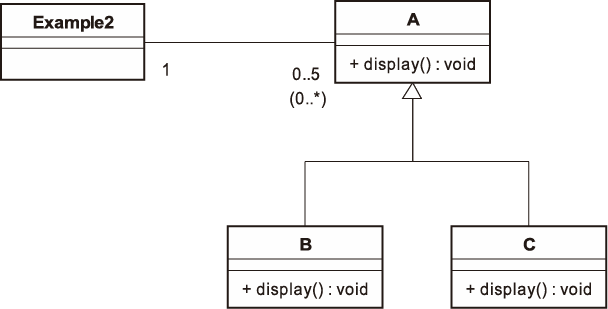 Example2
A
+ display() : void
1
0..5
(0..*)
B
+ display() : void
C
+ display() : void